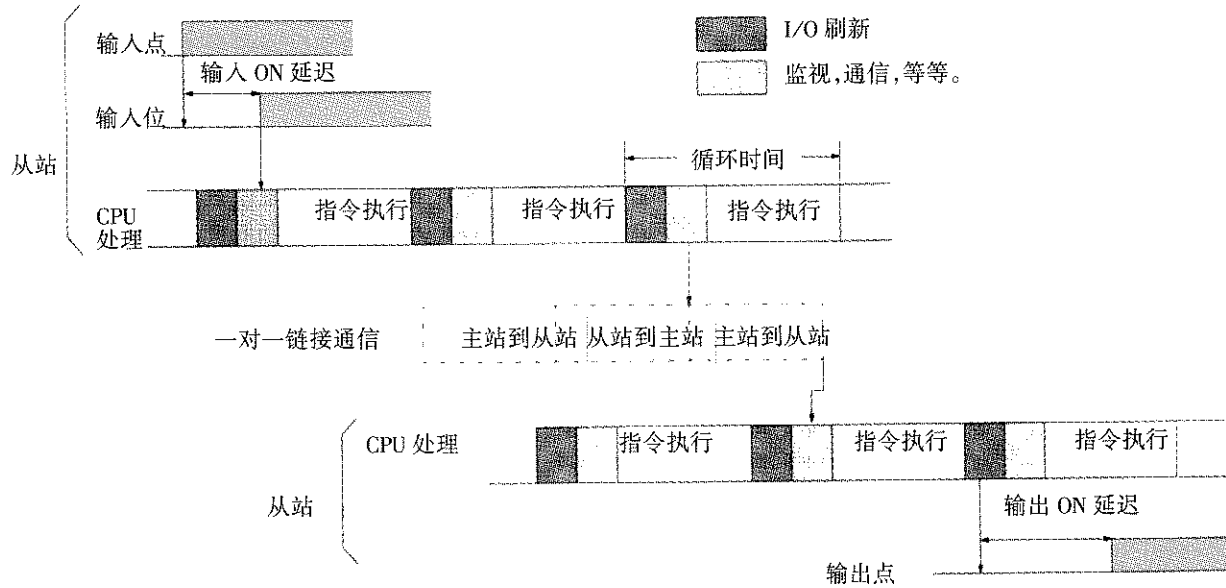 输入点
I/O 刷新
输入 ON 延迟
监视,通信,等等。
输入位
从站
循环时间
CPU
处理
指令执行
指令执行
指令执行
一对一链接通信
主站到从站
从站到主站
主站到从站
CPU 处理
指令执行
指令执行
指令执行
从站
输出 ON 延迟
输出点